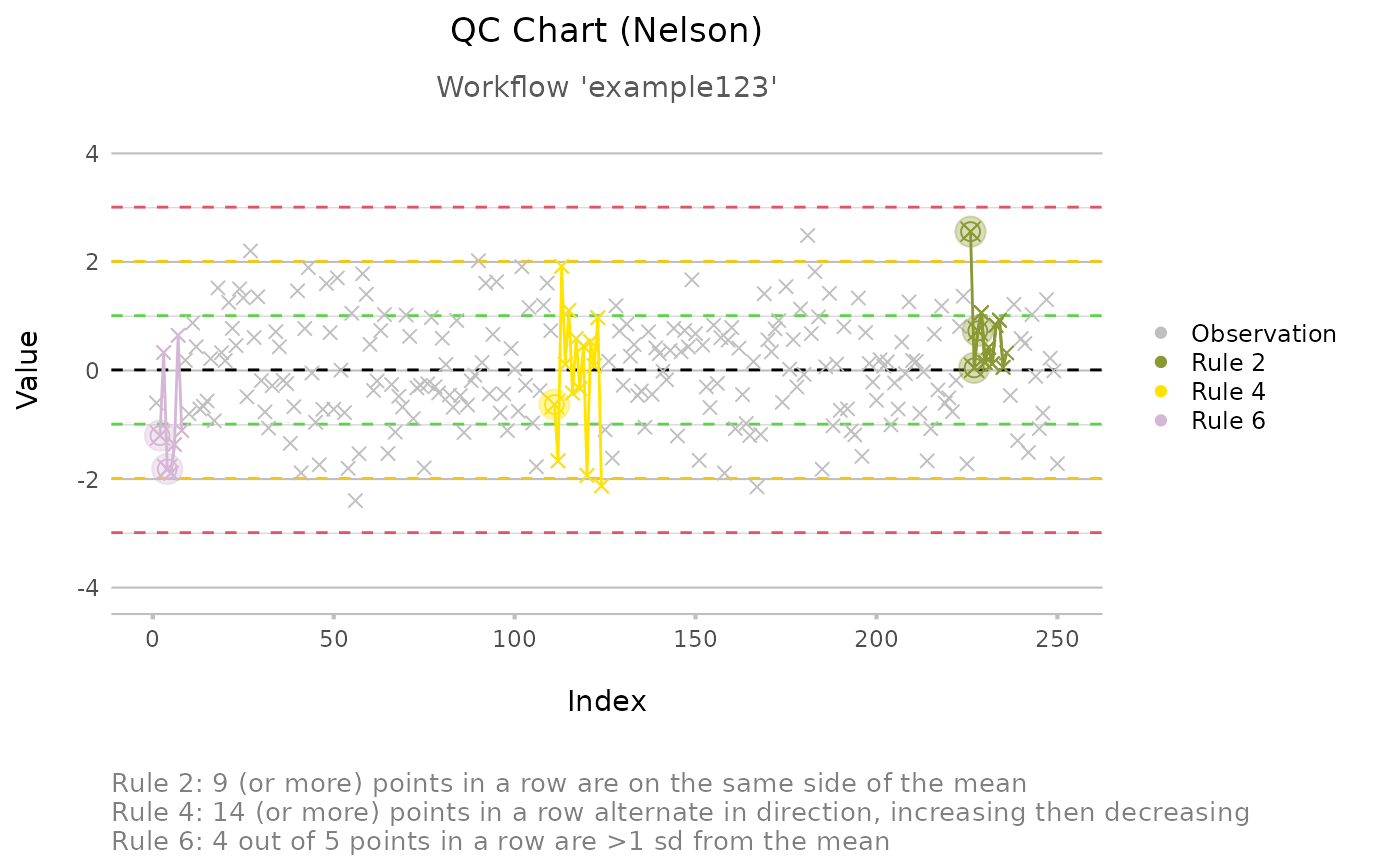 QC Chart (Nelson)
Workflow 'example123'
4
2
0
-2
-4
Value
0 50 100 150 200 250
Index
Observation
Rule 2
Rule 4
Rule 6
Rule 2: 9 (or more) points in a row are on the same side of the mean
Rule 4: 14 (or more) points in a row alternate in direction, increasing then decreasing
Rule 6: 4 out of 5 points in a row are >1 sd from the mean